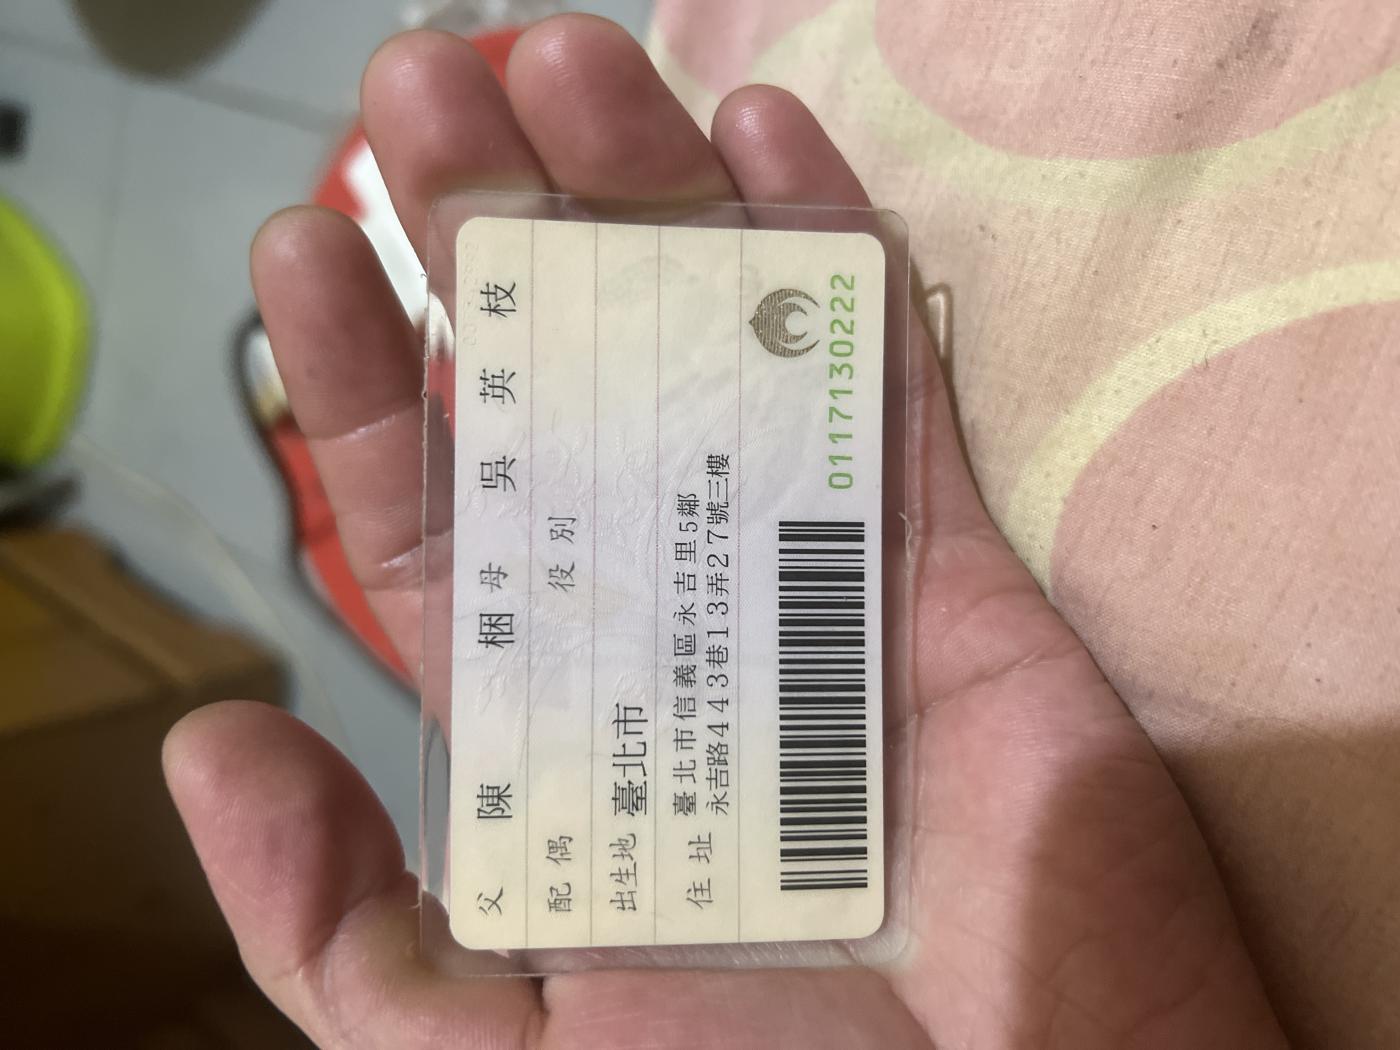 父 陳 梱 母 吳 英 枝
配偶 役別
出生地 臺北市
住址 臺北市信義區永吉里5鄰
永吉路443巷13弄27號三樓
0117130222